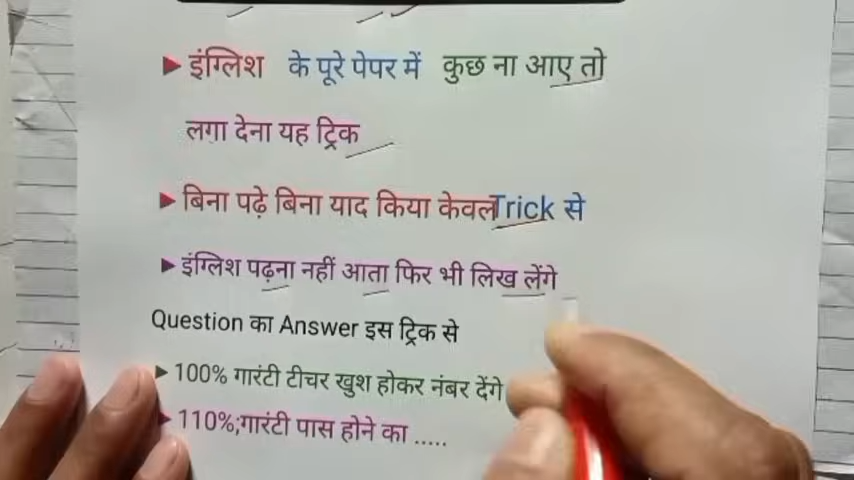 ▶ इंग्लिश के पूरे पेपर में कुछ ना आए तो
लगा देना यह ट्रिक
▶ बिना पढ़े बिना याद किया केवल Trick से
▶ इंग्लिश पढ़ना नहीं आता फिर भी लिख लेंगे
Question का Answer इस ट्रिक से
▶ 100% गारंटी टीचर खुश होकर नंबर देंगे
▶ 110%;गारंटी पास होने का .....